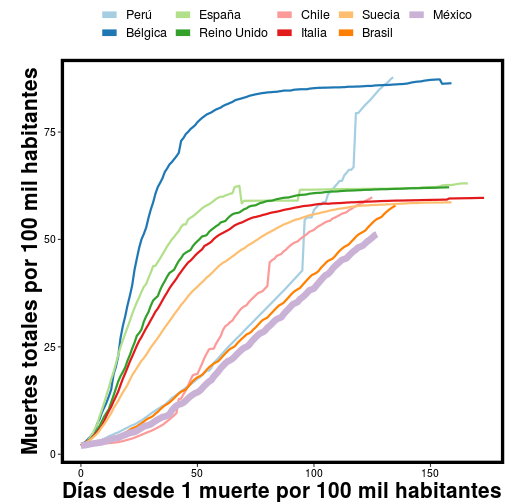 Perú España Chile Suecia México
Bélgica Reino Unido Italia Brasil
Muertes totales por 100 mil habitantes
75
50
25
0
0 50 100 150
Días desde 1 muerte por 100 mil habitantes